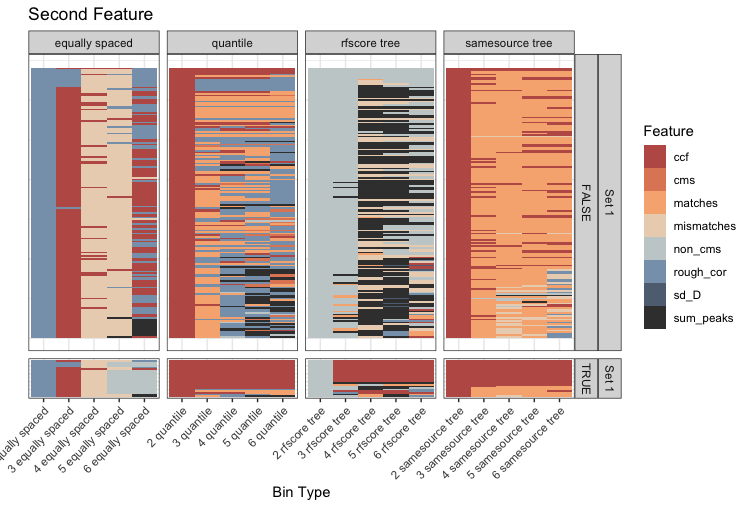 Second Feature
equally spaced
quantile
rfscore tree
samesource tree
FALSE
Set 1
TRUE
Set 1
equally spaced
3 equally spaced
4 equally spaced
5 equally spaced
6 equally spaced
2 quantile
3 quantile
4 quantile
5 quantile
6 quantile
2 rfscore tree
3 rfscore tree
4 rfscore tree
5 rfscore tree
6 rfscore tree
2 samesource tree
3 samesource tree
4 samesource tree
5 samesource tree
6 samesource tree
Bin Type
Feature
ccf
cms
matches
mismatches
non_cms
rough_cor
sd_D
sum_peaks